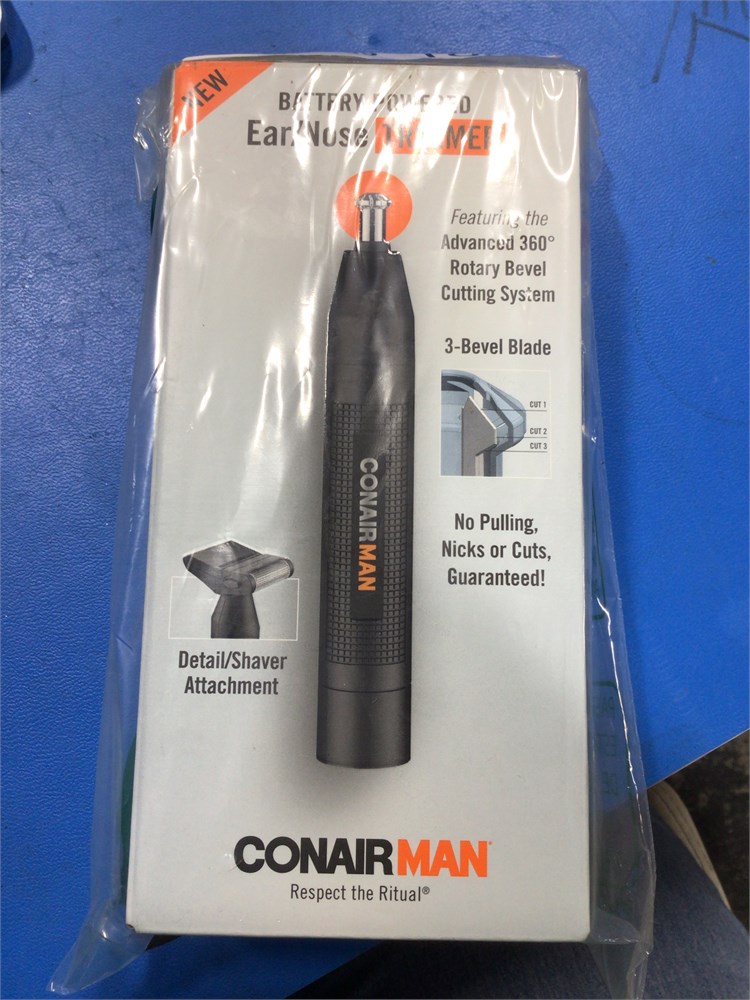 NEW
BATTERY POWERED
Ear/Nose TRIMMER
Featuring the
Advanced 360°
Rotary Bevel
Cutting System
3-Bevel Blade
CUT 1
CUT 2
CUT 3
No Pulling,
Nicks or Cuts,
Guaranteed!
CONAIRMAN
Detail/Shaver
Attachment
CONAIRMAN
Respect the Ritual®